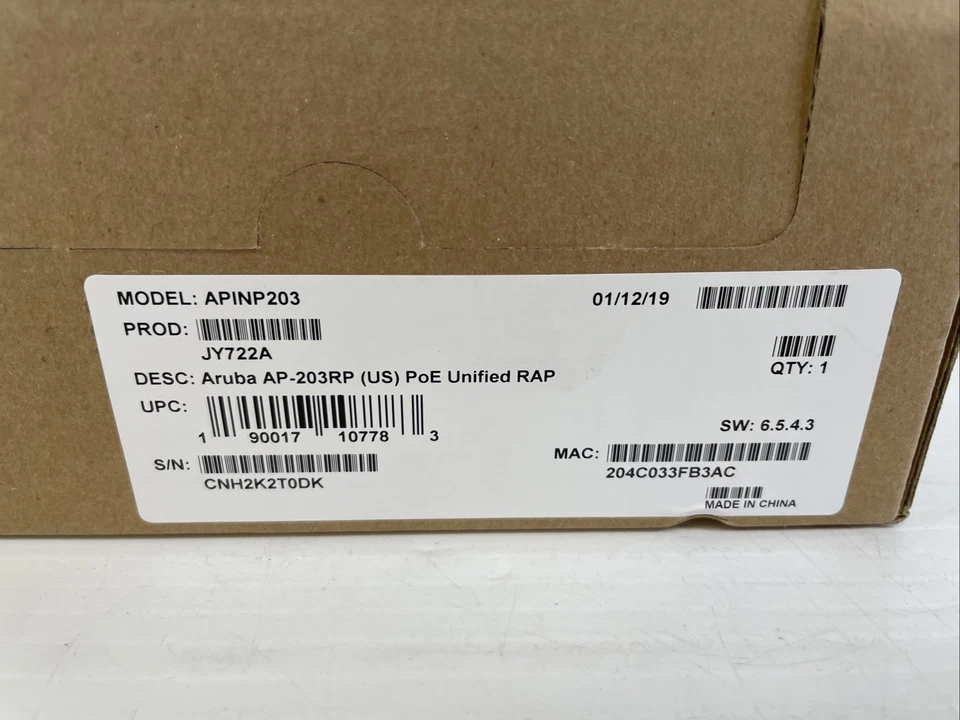 MODEL: APINP203 01/12/19
PROD:
JY722A
QTY: 1
DESC: Aruba AP-203RP (US) PoE Unified RAP
UPC:
1 90017 10778 3
SW: 6.5.4.3
S/N: MAC:
CNH2K2T0DK 204C033FB3AC
MADE IN CHINA